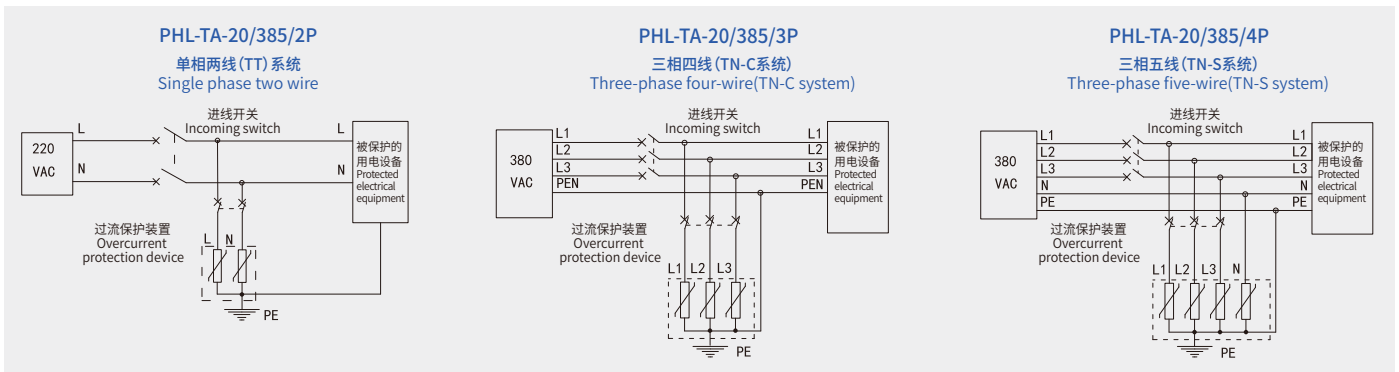 PHL-TA-20/385/2P
单相两线(TT)系统
Single phase two wire
进线开关
Incoming switch
L
L
220
VAC
N
N
被保护的
用电设备
Protected
electrical
equipment
过流保护装置
Overcurrent
protection device
L
N
PE
PHL-TA-20/385/3P
三相四线(TN-C系统)
Three-phase four-wire(TN-C system)
进线开关
Incoming switch
380
VAC
L1
L2
L3
PEN
L1
L2
L3
PEN
被保护的
用电设备
Protected
electrical
equipment
过流保护装置
Overcurrent
protection device
L1
L2
L3
PE
PHL-TA-20/385/4P
三相五线(TN-S系统)
Three-phase five-wire(TN-S system)
进线开关
Incoming switch
380
VAC
L1
L2
L3
N
PE
L1
L2
L3
N
PE
被保护的
用电设备
Protected
electrical
equipment
过流保护装置
Overcurrent
protection device
L1
L2
L3
N
PE